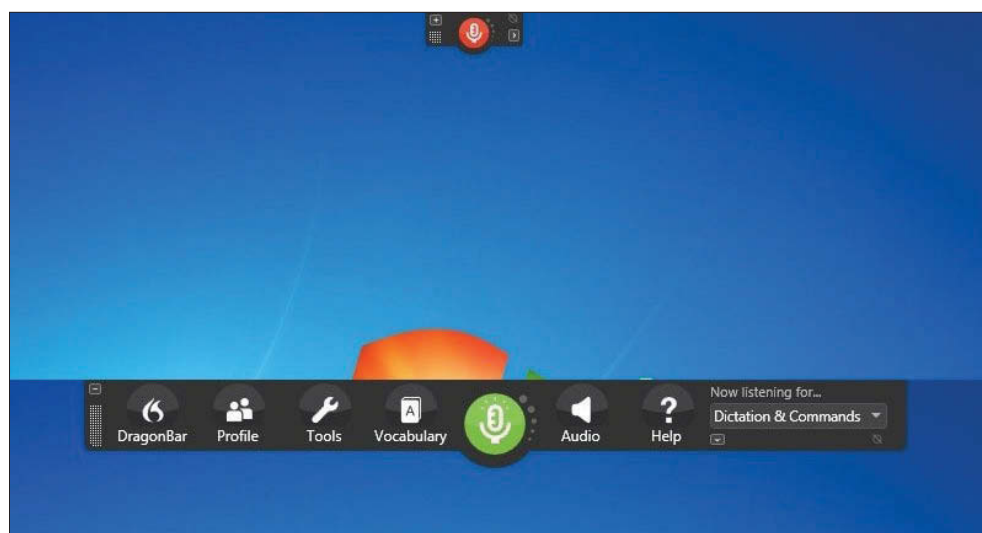 Now listening for...
DragonBar Profile Tools A Vocabulary Audio ? Help Dictation & Commands